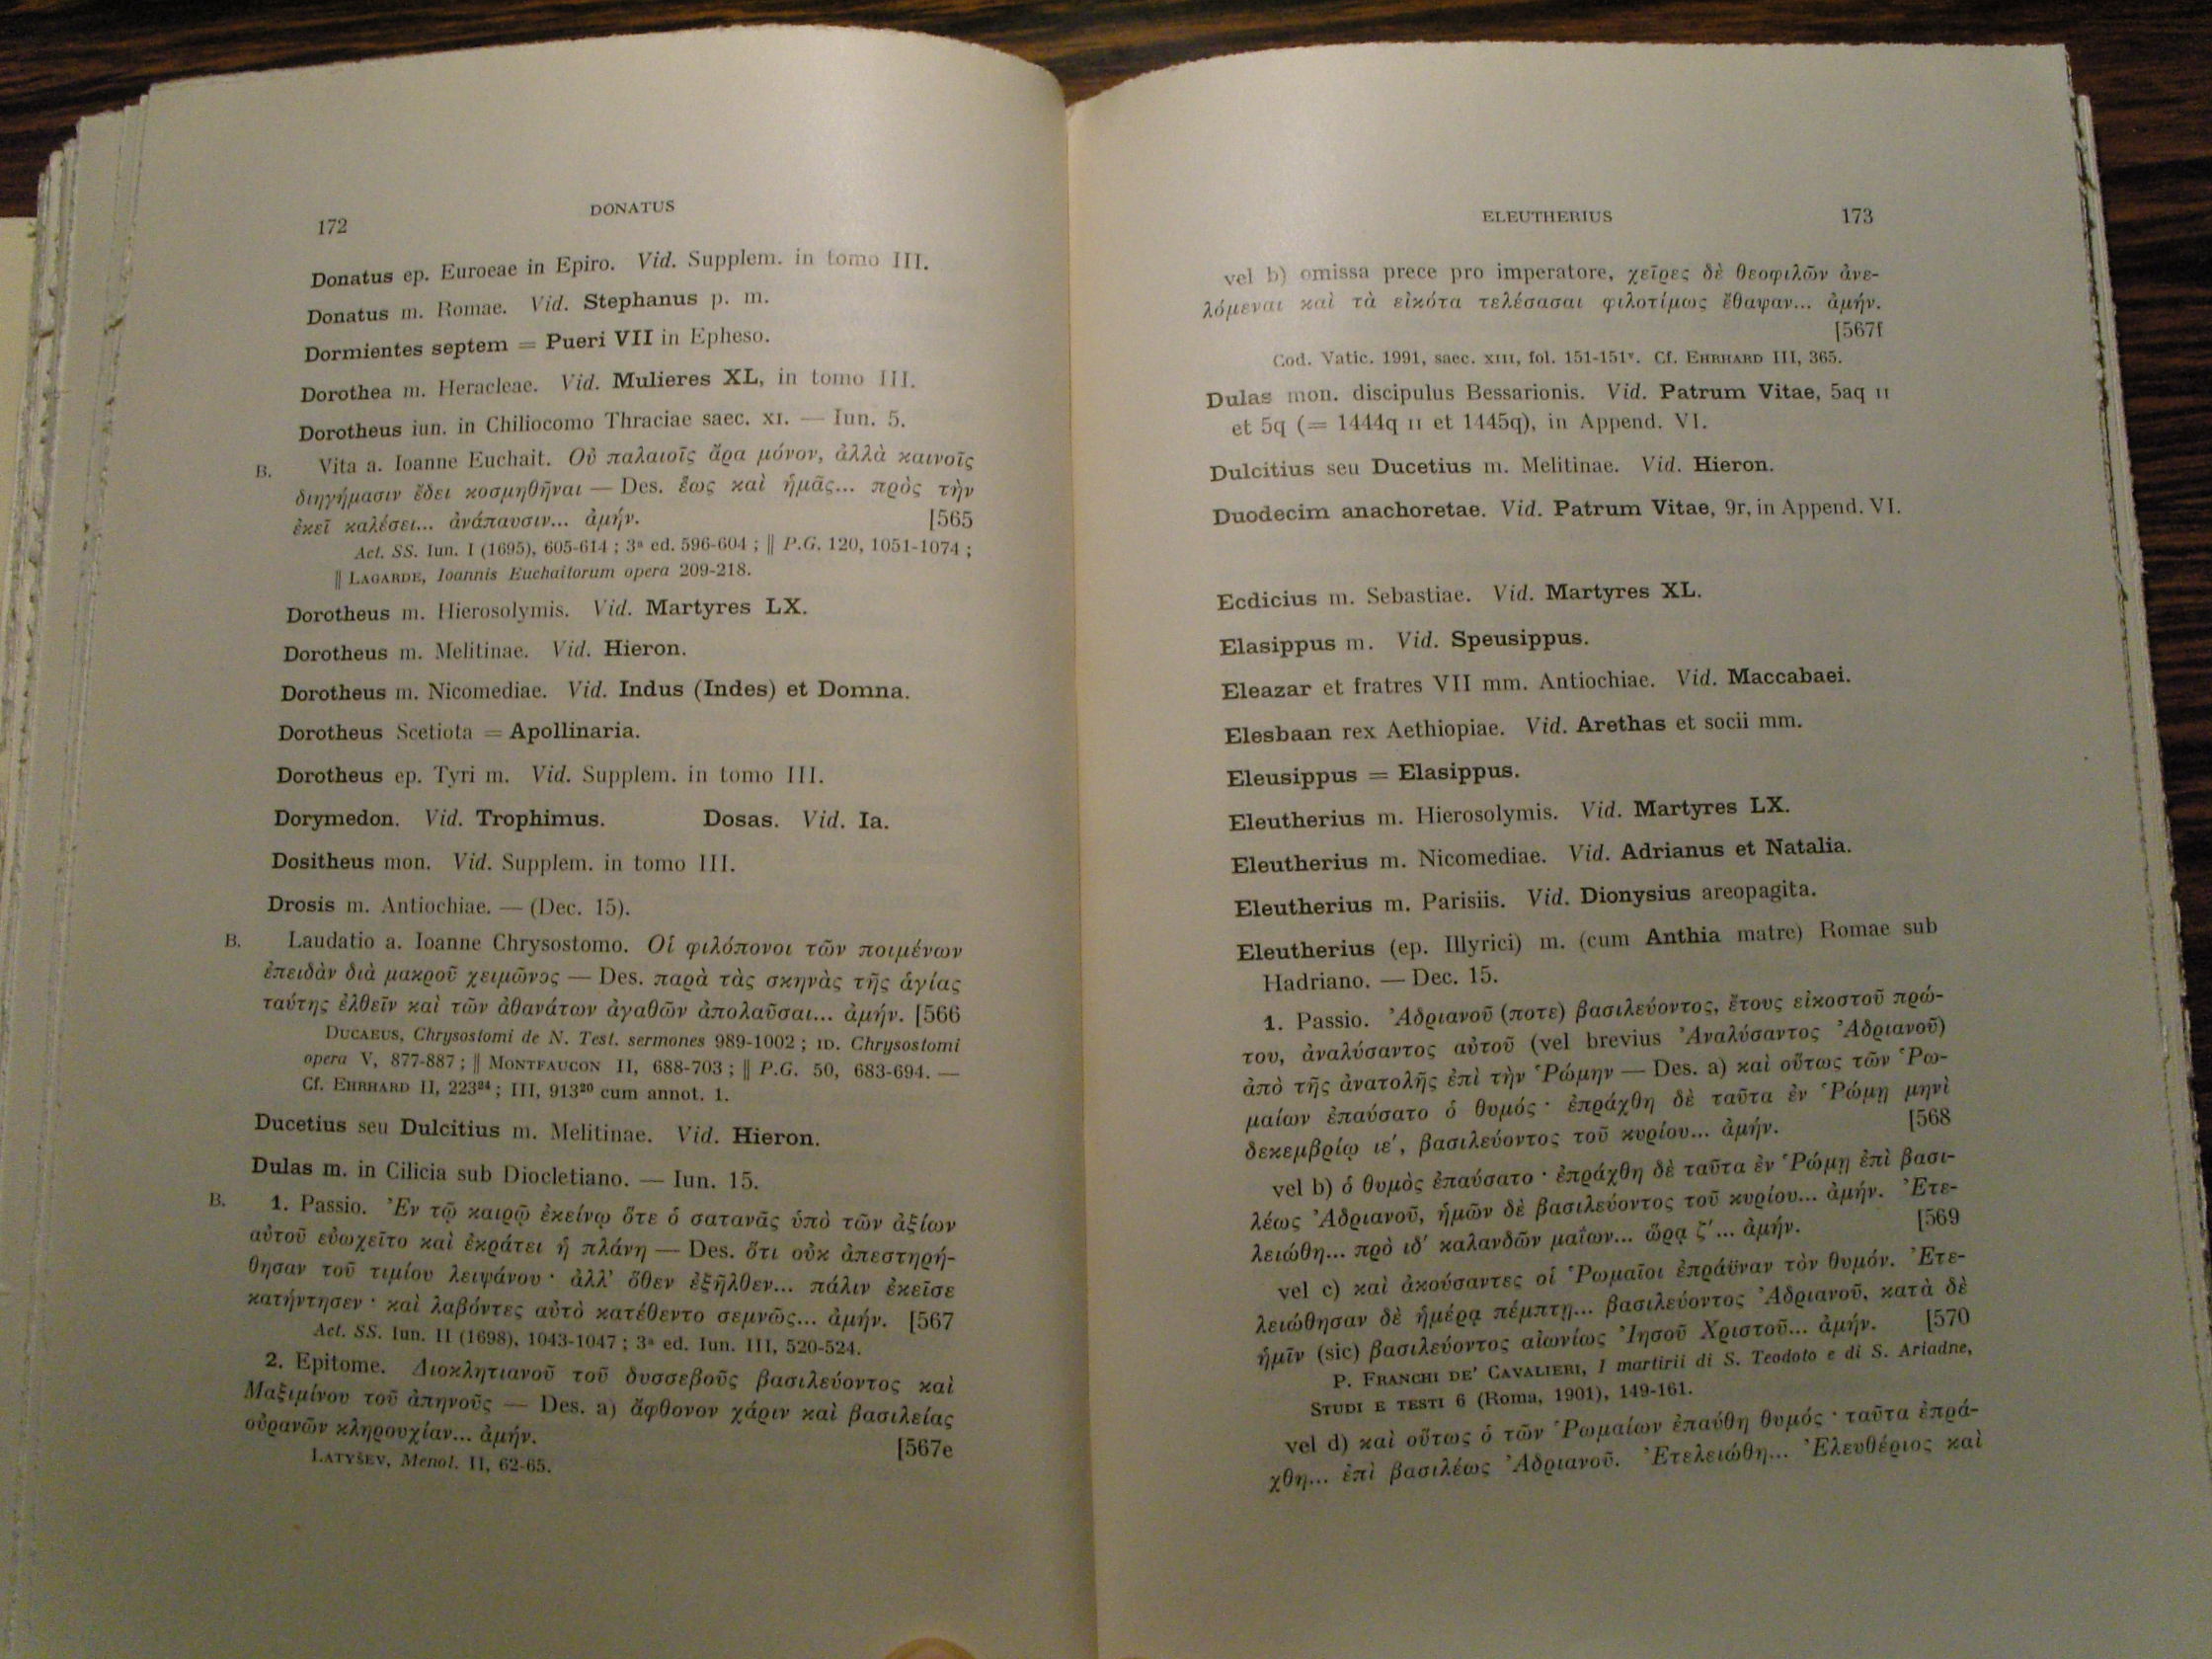 172
DONATUS
Donatus ep. Euroeae in Epiro. Vid. Supplem. in tomo III.
Donatus m. Romae. Vid. Stephanus p. m.
Dormientes septem = Pueri VII in Epheso.
Dorothea m. Heracleae. Vid. Mulieres XL, in tomo III.
Dorotheus iun. in Chiliocomo Thraciae saec. XI. — Iun. 5.
B. Vita a. Ioanne Euchait. Οὐ παλαιοῖς ἄρα μόνον, ἀλλὰ καινοῖς
διηγήμασιν ἔδει κοσμηθῆναι — Des. ἕως καὶ ἡμᾶς... πρὸς τὴν
ἐκεῖ καλέσει... ἀνάπαυσιν... ἀμήν. [565
Act. SS. Iun. I (1695), 605-614 ; 3ª ed. 596-604 ; || P.G. 120, 1051-1074 ;
|| LAGARDE, Ioannis Euchaitorum opera 209-218.
Dorotheus m. Hierosolymis. Vid. Martyres LX.
Dorotheus m. Melitinae. Vid. Hieron.
Dorotheus m. Nicomediae. Vid. Indus (Indes) et Domna.
Dorotheus Scetiota = Apollinaria.
Dorotheus ep. Tyri m. Vid. Supplem. in tomo III.
Dorymedon. Vid. Trophimus. Dosas. Vid. Ia.
Dositheus mon. Vid. Supplem. in tomo III.
Drosis m. Antiochiae. — (Dec. 15).
B. Laudatio a. Ioanne Chrysostomo. Οἱ φιλόπονοι τῶν ποιμένων
ἐπειδὰν διὰ μακροῦ χειμῶνος — Des. παρὰ τὰς σκηνὰς τῆς ἁγίας
ταύτης ἐλθεῖν καὶ τῶν ἀθανάτων ἀγαθῶν ἀπολαῦσαι... ἀμήν. [566
DUCAEUS, Chrysostomi de N. Test. sermones 989-1002 ; ID. Chrysostomi
opera V, 877-887 ; || MONTFAUCON II, 688-703 ; || P.G. 50, 683-694. —
Cf. EHRHARD II, 223²⁴ ; III, 913²⁰ cum annot. 1.
Ducetius seu Dulcitius m. Melitinae. Vid. Hieron.
Dulas m. in Cilicia sub Diocletiano. — Iun. 15.
B. 1. Passio. Ἐν τῷ καιρῷ ἐκείνῳ ὅτε ὁ σατανᾶς ὑπὸ τῶν ἀξίων
αὐτοῦ εὐωχεῖτο καὶ ἐκράτει ἡ πλάνη — Des. ὅτι οὐκ ἀπεστηρή-
θησαν τοῦ τιμίου λειψάνου · ἀλλ' ὅθεν ἐξῆλθεν... πάλιν ἐκεῖσε
κατήντησεν · καὶ λαβόντες αὐτὸ κατέθεντο σεμνῶς... ἀμήν. [567
Act. SS. Iun. II (1698), 1043-1047 ; 3ª ed. Iun. III, 520-524.
2. Epitome. Διοκλητιανοῦ τοῦ δυσσεβοῦς βασιλεύοντος καὶ
Μαξιμίνου τοῦ ἀπηνοῦς — Des. a) ἄφθονον χάριν καὶ βασιλείας
οὐρανῶν κληρουχίαν... ἀμήν. [567e
LATYŠEV, Menol. II, 62-65.
ELEUTHERIUS
173
vel b) omissa prece pro imperatore, χεῖρες δὲ θεοφιλῶν ἀνε-
λόμεναι καὶ τὰ εἰκότα τελέσασαι φιλοτίμως ἔθαψαν... ἀμήν.
[567f
Cod. Vatic. 1991, saec. XIII, fol. 151-151ᵛ. Cf. EHRHARD III, 365.
Dulas mon. discipulus Bessarionis. Vid. Patrum Vitae, 5aq II
et 5q (= 1444q II et 1445q), in Append. VI.
Dulcitius seu Ducetius m. Melitinae. Vid. Hieron.
Duodecim anachoretae. Vid. Patrum Vitae, 9r, in Append. VI.
Ecdicius m. Sebastiae. Vid. Martyres XL.
Elasippus m. Vid. Speusippus.
Eleazar et fratres VII mm. Antiochiae. Vid. Maccabaei.
Elesbaan rex Aethiopiae. Vid. Arethas et socii mm.
Eleusippus = Elasippus.
Eleutherius m. Hierosolymis. Vid. Martyres LX.
Eleutherius m. Nicomediae. Vid. Adrianus et Natalia.
Eleutherius m. Parisiis. Vid. Dionysius areopagita.
Eleutherius (ep. Illyrici) m. (cum Anthia matre) Romae sub
Hadriano. — Dec. 15.
1. Passio. Ἀδριανοῦ (ποτε) βασιλεύοντος, ἔτους εἰκοστοῦ πρώ-
του, ἀναλύσαντος αὐτοῦ (vel brevius Ἀναλύσαντος Ἀδριανοῦ)
ἀπὸ τῆς ἀνατολῆς ἐπὶ τὴν Ῥώμην — Des. a) καὶ οὕτως τῶν Ῥω-
μαίων ἐπαύσατο ὁ θυμός · ἐπράχθη δὲ ταῦτα ἐν Ῥώμῃ μηνὶ
δεκεμβρίῳ ιε′, βασιλεύοντος τοῦ κυρίου... ἀμήν. [568
vel b) ὁ θυμὸς ἐπαύσατο · ἐπράχθη δὲ ταῦτα ἐν Ῥώμῃ ἐπὶ βασι-
λέως Ἀδριανοῦ, ἡμῶν δὲ βασιλεύοντος τοῦ κυρίου... ἀμήν. Ἐτε-
λειώθη... πρὸ ιδ′ καλανδῶν μαΐων... ὥρᾳ ζ′... ἀμήν. [569
vel c) καὶ ἀκούσαντες οἱ Ῥωμαῖοι ἐπράϋναν τὸν θυμόν. Ἐτε-
λειώθησαν δὲ ἡμέρᾳ πέμπτῃ... βασιλεύοντος Ἀδριανοῦ, κατὰ δὲ
ἡμῖν (sic) βασιλεύοντος αἰωνίως Ἰησοῦ Χριστοῦ... ἀμήν. [570
P. FRANCHI DE' CAVALIERI, I martirii di S. Teodoto e di S. Ariadne,
STUDI E TESTI 6 (Roma, 1901), 149-161.
vel d) καὶ οὕτως ὁ τῶν Ῥωμαίων ἐπαύθη θυμός · ταῦτα ἐπρά-
χθη... ἐπὶ βασιλέως Ἀδριανοῦ. Ἐτελειώθη... Ἐλευθέριος καὶ